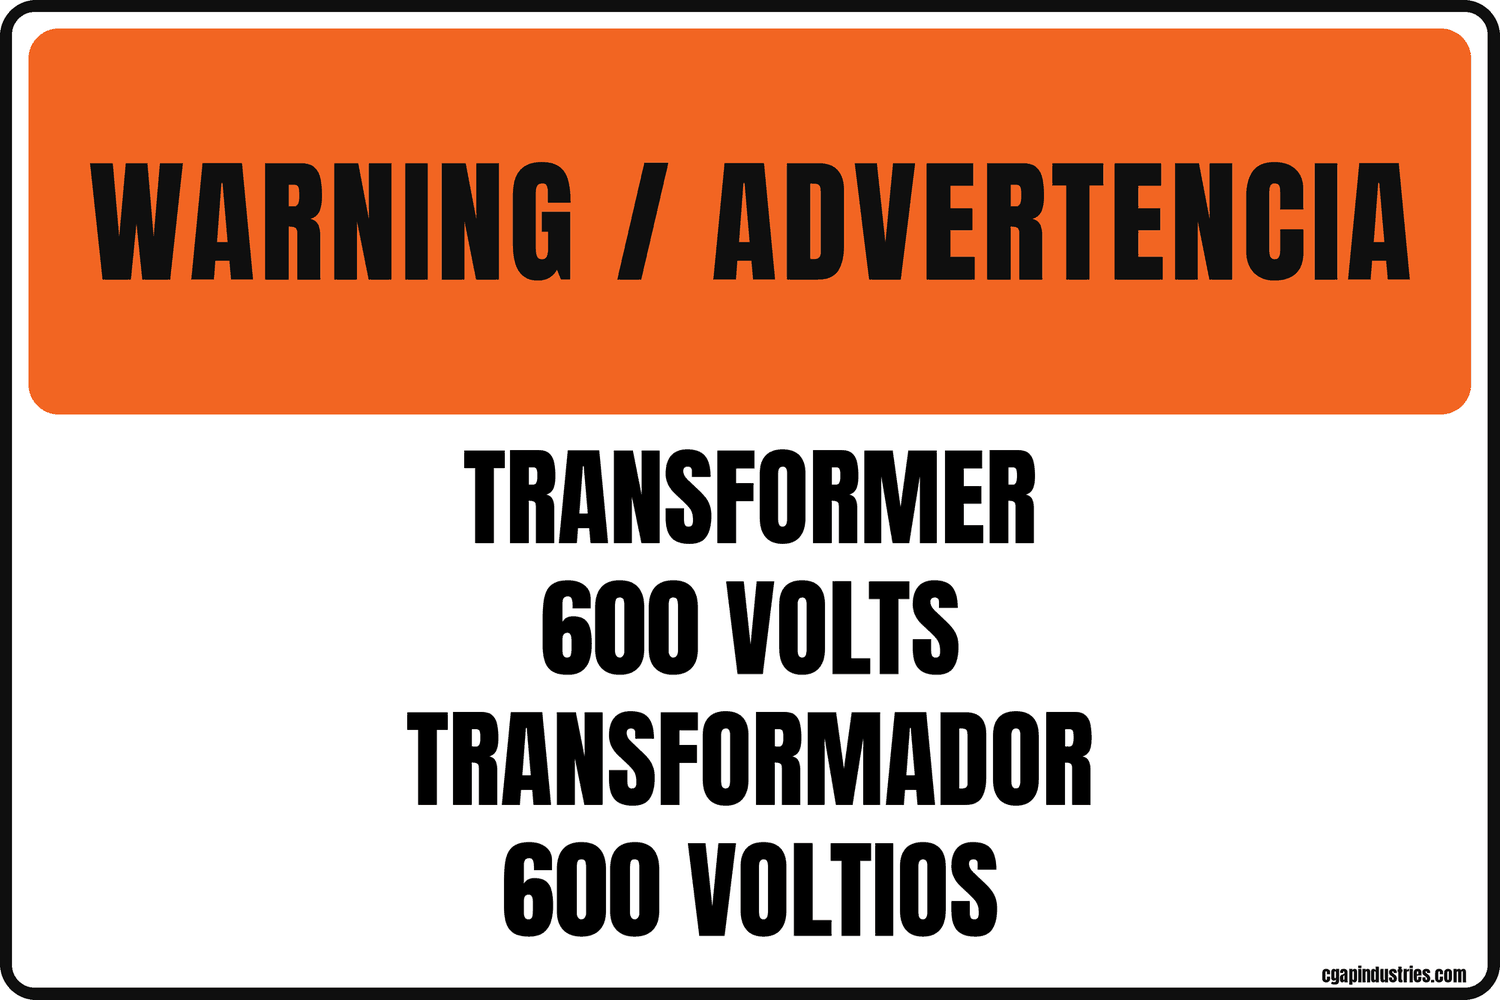 WARNING / ADVERTENCIA
TRANSFORMER
600 VOLTS
TRANSFORMADOR
600 VOLTIOS
cgapindustries.com